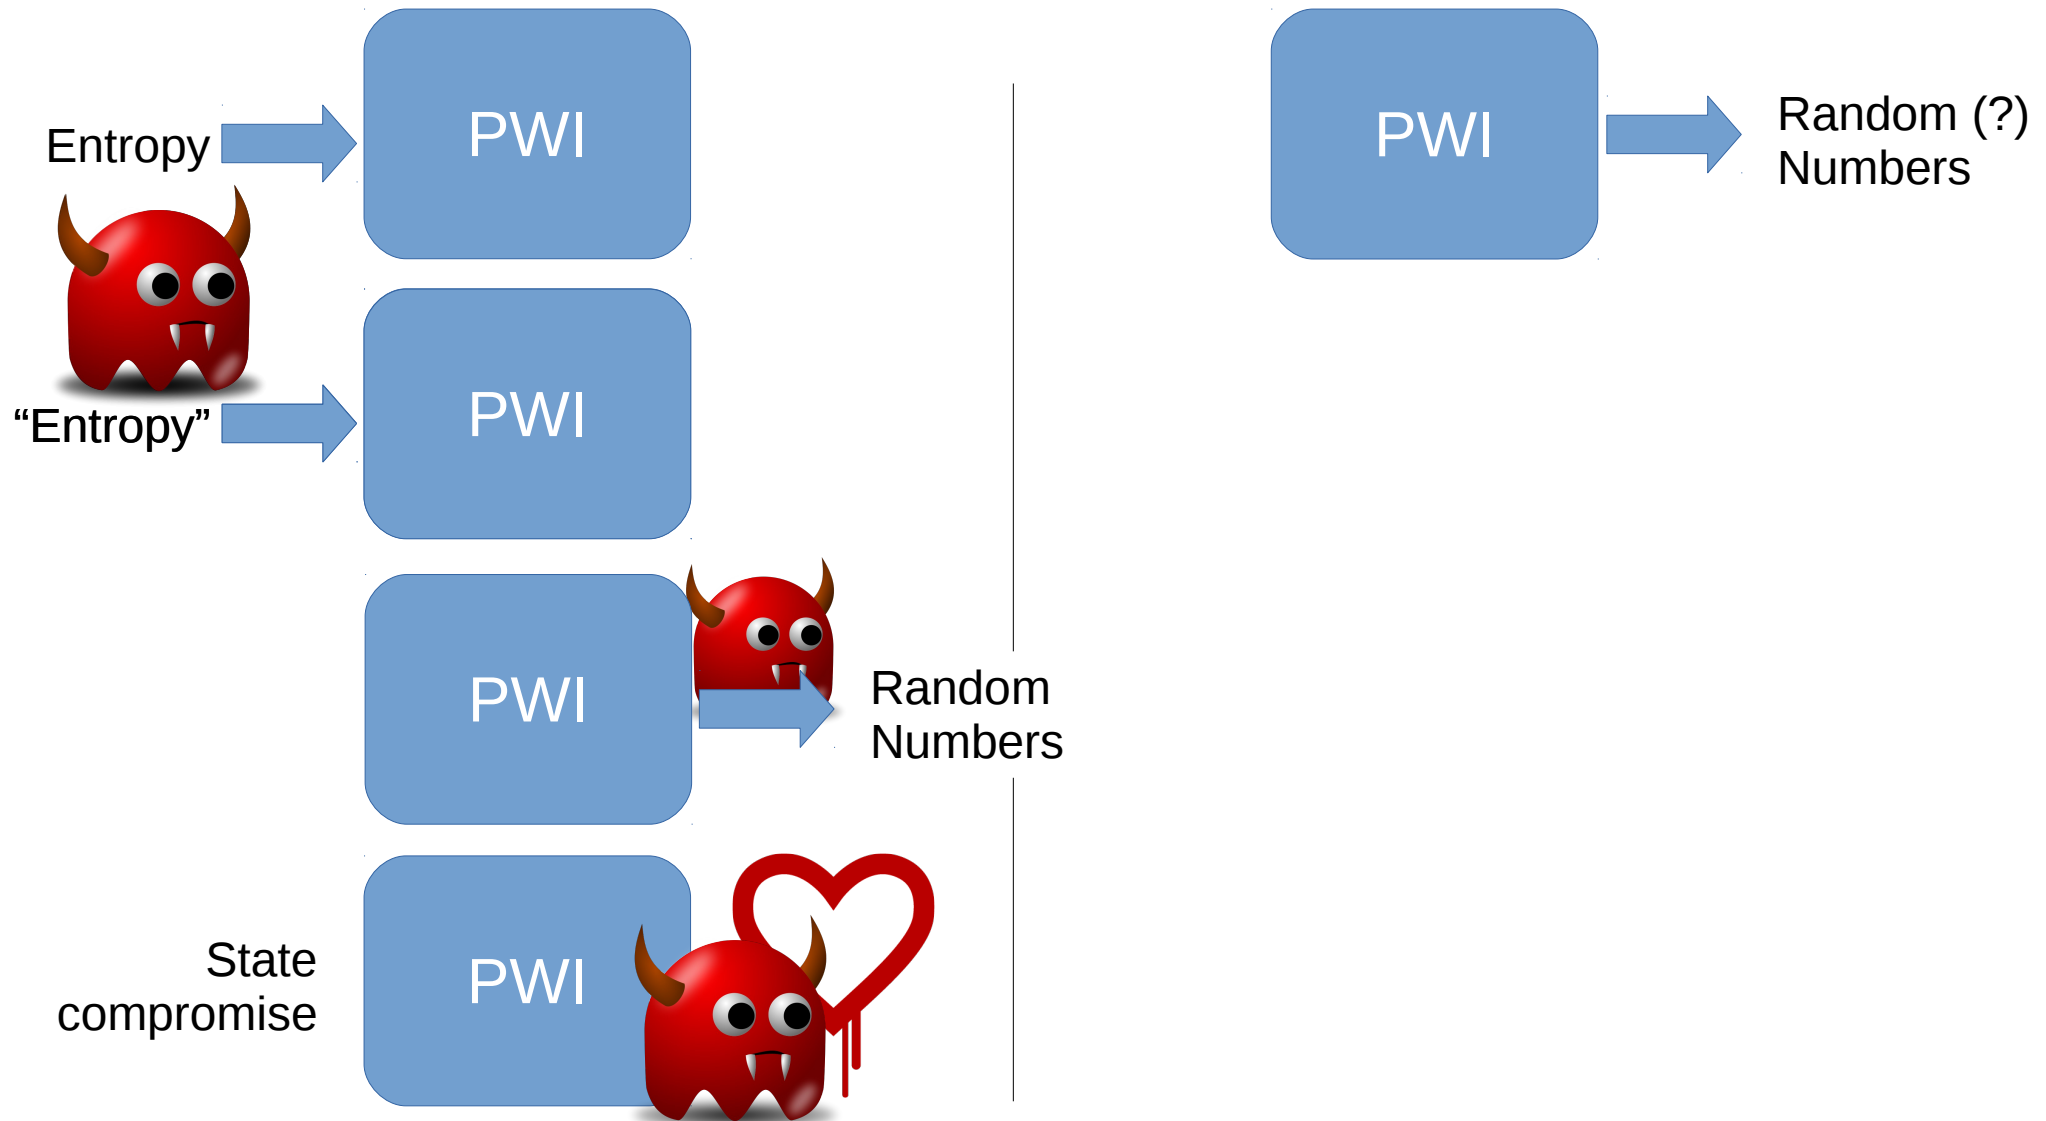 Entropy
PWI
“Entropy”
PWI
PWI
Random
Numbers
State
compromise
PWI
PWI
Random (?)
Numbers